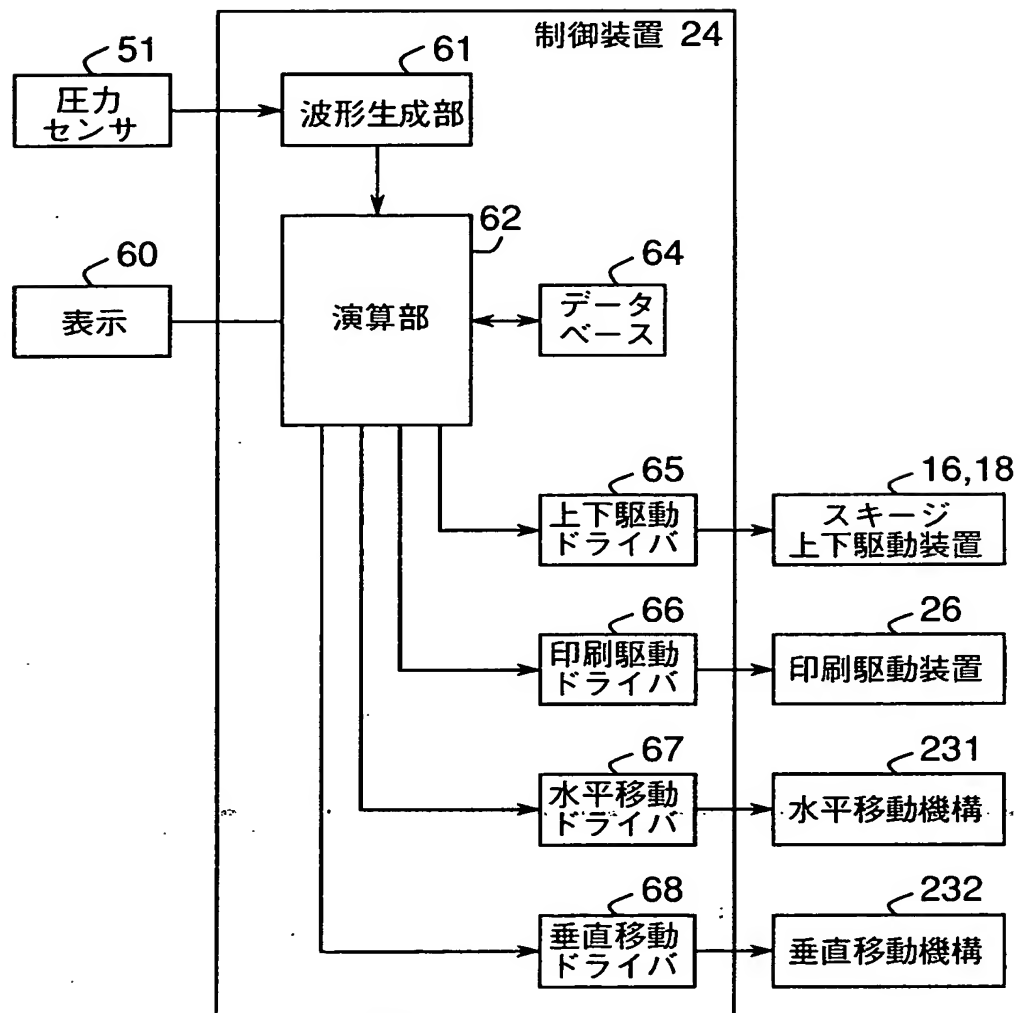 制御装置 24
51
61
圧力
センサ
波形生成部
62
60
64
表示
演算部
データ
ベース
65
16,18
上下駆動
ドライバ
スキージ
上下駆動装置
66
26
印刷駆動
ドライバ
印刷駆動装置
67
231
水平移動
ドライバ
水平移動機構
68
232
垂直移動
ドライバ
垂直移動機構